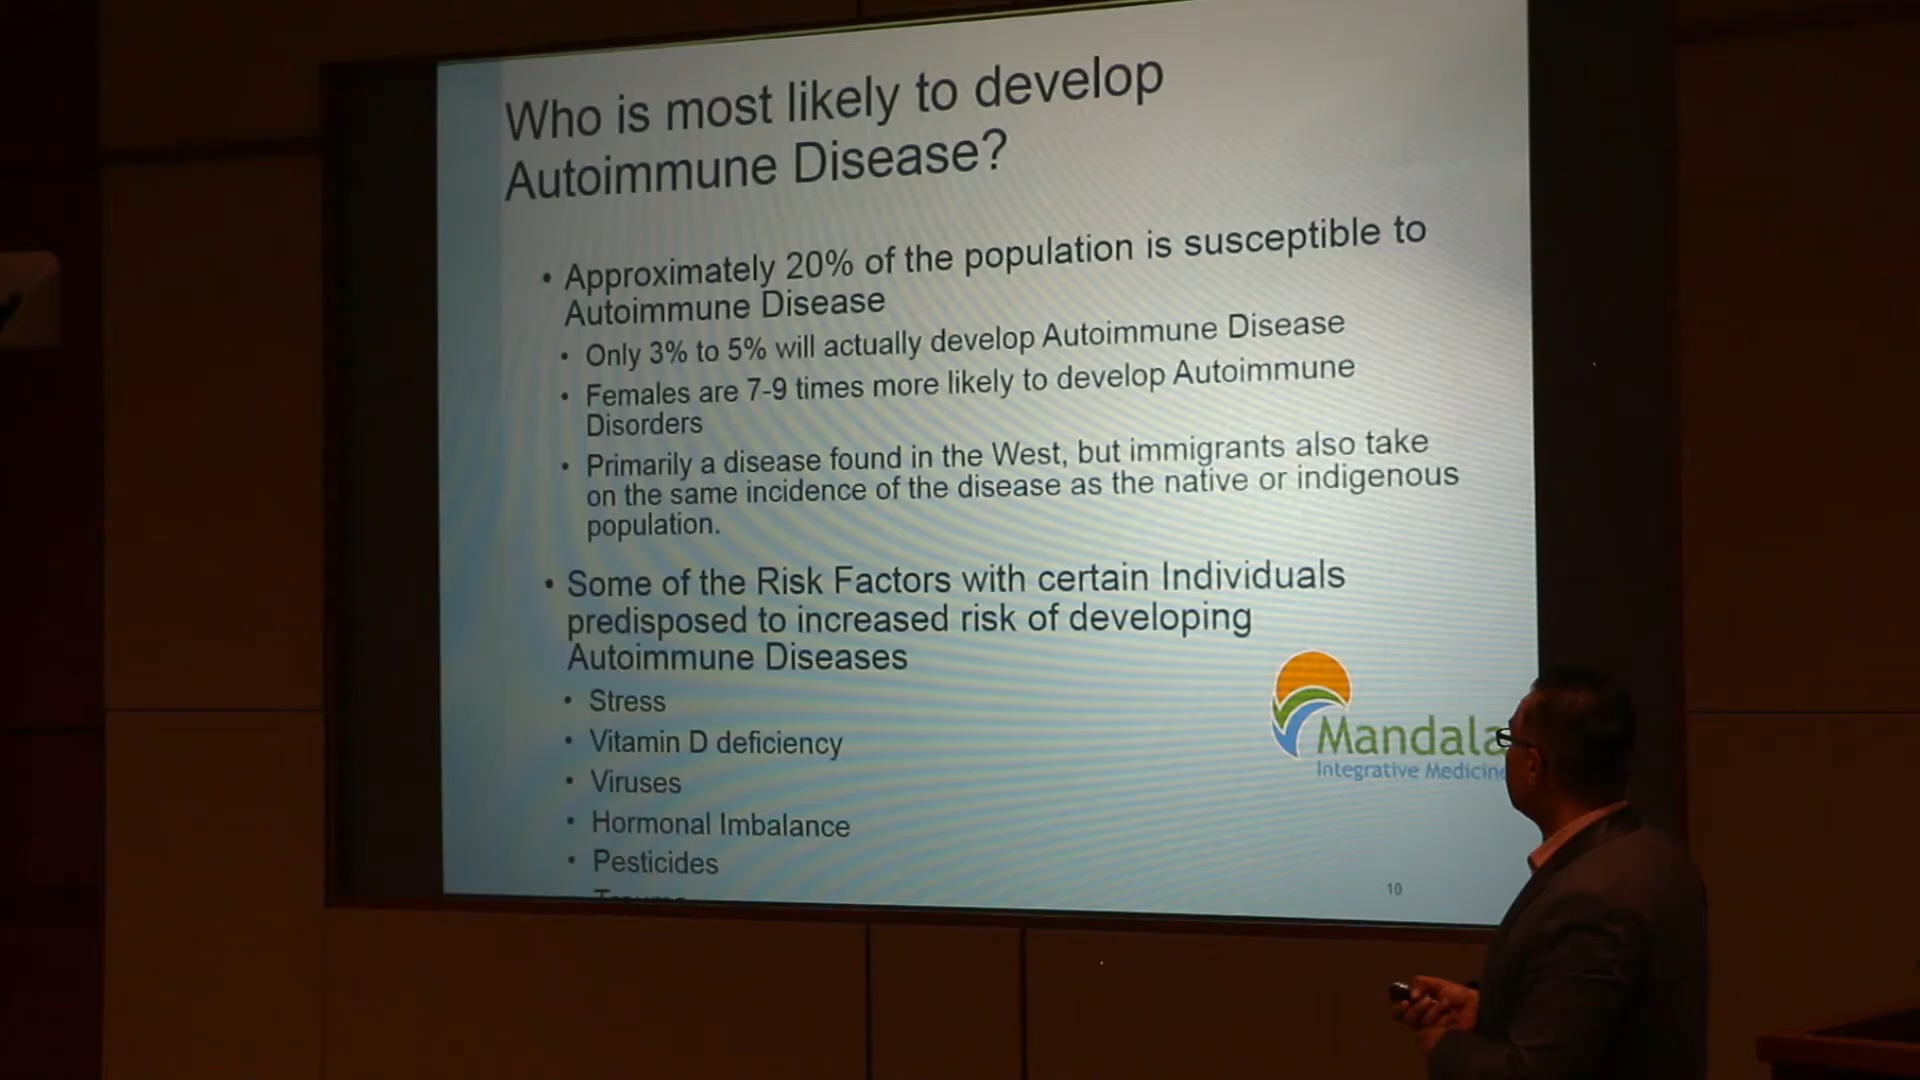 Who is most likely to develop
Autoimmune Disease?
• Approximately 20% of the population is susceptible to
Autoimmune Disease
• Only 3% to 5% will actually develop Autoimmune Disease
• Females are 7-9 times more likely to develop Autoimmune
Disorders
• Primarily a disease found in the West, but immigrants also take
on the same incidence of the disease as the native or indigenous
population.
• Some of the Risk Factors with certain Individuals
predisposed to increased risk of developing
Autoimmune Diseases
• Stress
• Vitamin D deficiency
• Viruses
• Hormonal Imbalance
• Pesticides
Mandala
Integrative Medicine
10